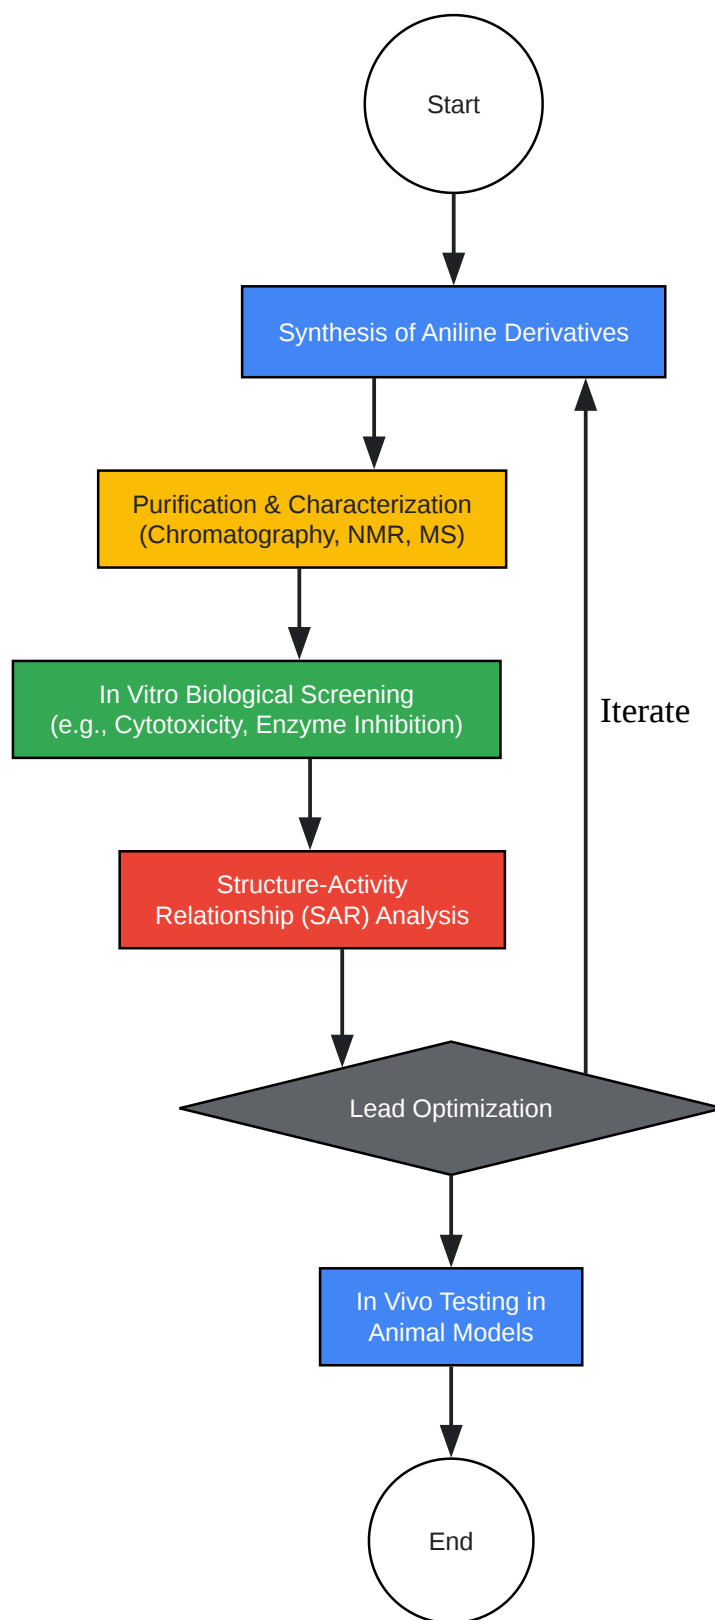 Start
Synthesis of Aniline Derivatives
Purification & Characterization
(Chromatography, NMR, MS)
In Vitro Biological Screening
(e.g., Cytotoxicity, Enzyme Inhibition)
Iterate
Structure-Activity
Relationship (SAR) Analysis
Lead Optimization
In Vivo Testing in
Animal Models
End